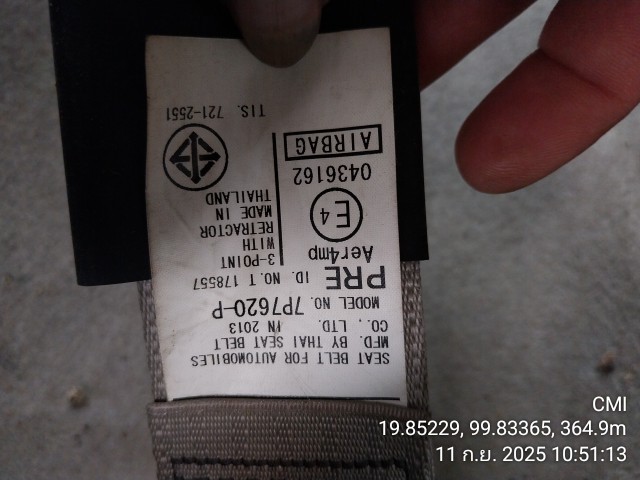 SEAT BELT FOR AUTOMOBILES
MFD. BY THAI SEAT BELT
CO., LTD. IN 2013
MODEL NO. 7P7620-P
PRE ID. NO. T 178557
Aer4mp
E4
0436162
AIRBAG
3-POINT
WITH
RETRACTOR
MADE IN
THAILAND
TIS. 721-2551
CMI
19.85229, 99.83365, 364.9m
11 ก.ย. 2025 10:51:13